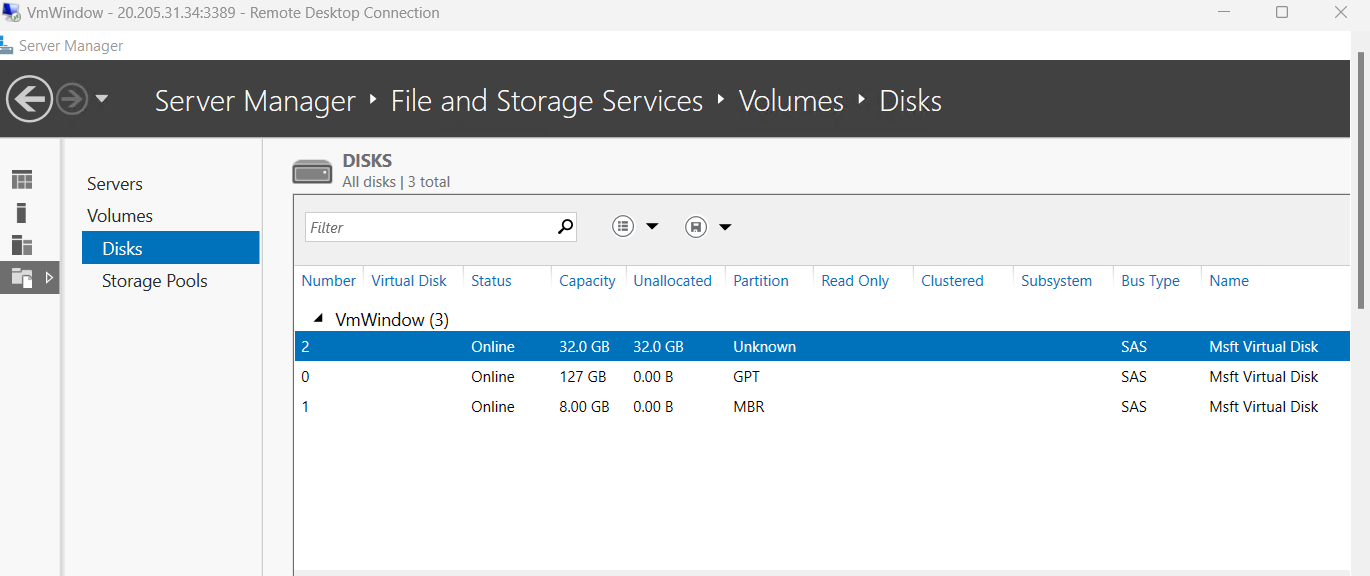 VmWindow - 20.205.31.34:3389 - Remote Desktop Connection
Server Manager
Server Manager File and Storage Services Volumes Disks
Servers
Volumes
Disks
Storage Pools
DISKS
All disks | 3 total
Filter
Number Virtual Disk Status Capacity Unallocated Partition Read Only Clustered Subsystem Bus Type Name
VmWindow (3)
2 Online 32.0 GB 32.0 GB Unknown SAS Msft Virtual Disk
0 Online 127 GB 0.00 B GPT SAS Msft Virtual Disk
1 Online 8.00 GB 0.00 B MBR SAS Msft Virtual Disk